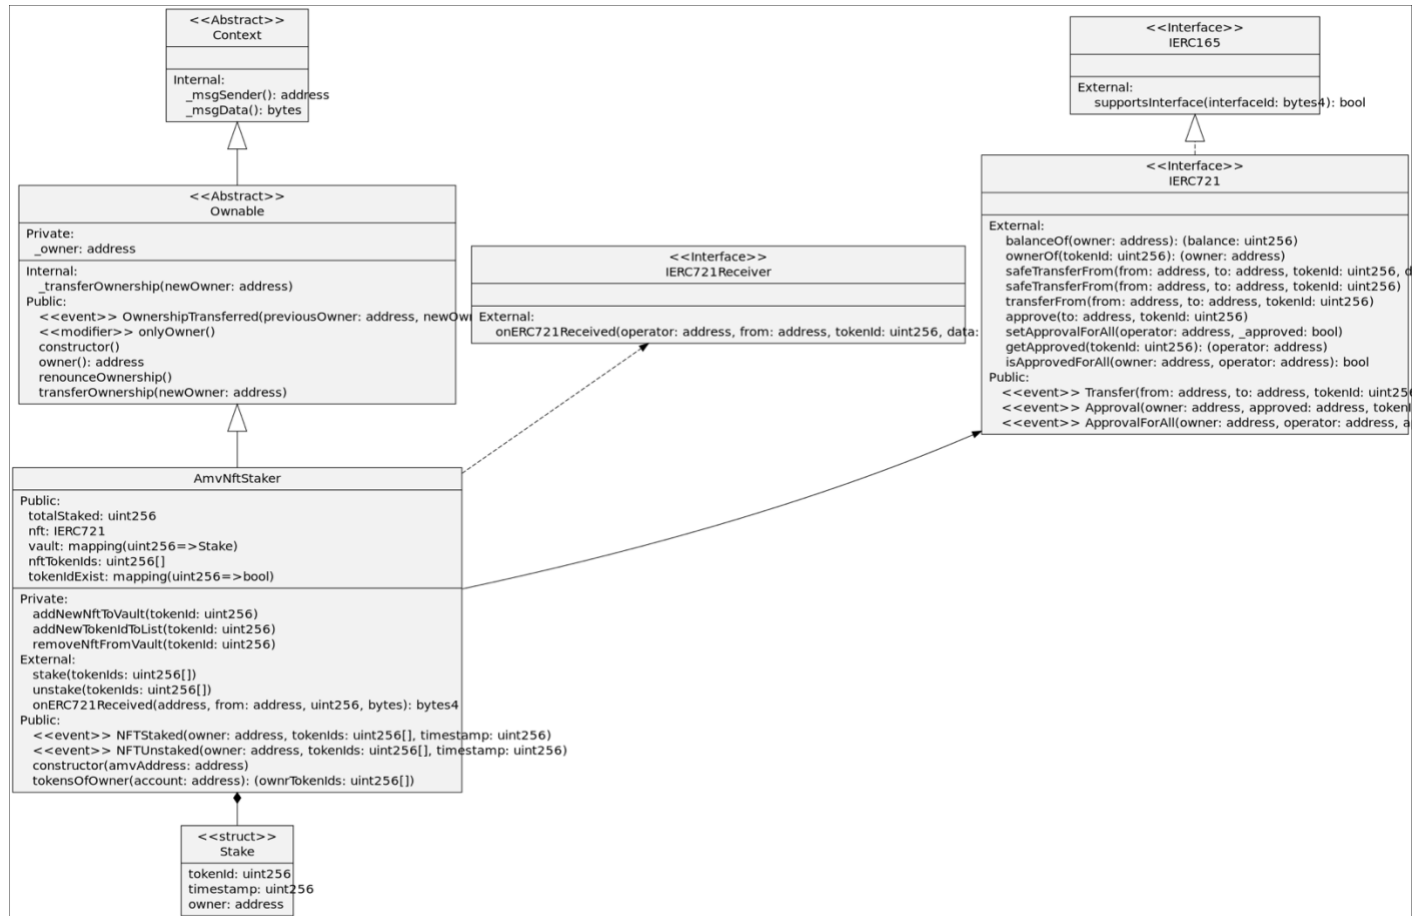 <<Abstract>>
Context
Internal:
_msgSender(): address
_msgData(): bytes
<<Interface>>
IERC165
External:
supportsInterface(interfaceId: bytes4): bool
<<Abstract>>
Ownable
Private:
_owner: address
Internal:
_transferOwnership(newOwner: address)
Public:
<<event>> OwnershipTransferred(previousOwner: address,
<<modifier>> onlyOwner()
constructor()
owner(): address
renounceOwnership()
transferOwnership(newOwner: address)
<<Interface>>
IERC721Receiver
External:
onERC721Received(operator: address, from: address, tokenId: uint256, data:
<<Interface>>
IERC721
External:
balanceOf(owner: address): (balance: uint256)
ownerOf(tokenId: uint256): (owner: address)
safeTransferFrom(from: address, to: address, tokenId: uint256,
safeTransferFrom(from: address, to: address, tokenId: uint256)
transferFrom(from: address, to: address, tokenId: uint256)
approve(to: address, tokenId: uint256)
setApprovalForAll(operator: address, _approved: bool)
getApproved(tokenId: uint256): (operator: address)
isApprovedForAll(owner: address, operator: address): bool
Public:
<<event>> Transfer(from: address, to: address, tokenId: uint256
<<event>> Approval(owner: address, approved: address,
<<event>> ApprovalForAll(owner: address, operator: address,
AmvNftStaker
Public:
totalStaked: uint256
nft: IERC721
vault: mapping(uint256=>Stake)
nftTokenIds: uint256[]
tokenIdExist: mapping(uint256=>bool)
Private:
addNewNftToVault(tokenId: uint256)
addNewTokenIdToList(tokenId: uint256)
removeNftFromVault(tokenId: uint256)
External:
stake(tokenIds: uint256[])
unstake(tokenIds: uint256[])
onERC721Received(address, from: address, uint256, bytes): bytes4
Public:
<<event>> NFTStaked(owner: address, tokenIds: uint256[], timestamp: uint256)
<<event>> NFTUnstaked(owner: address, tokenIds: uint256[], timestamp: uint256)
constructor(amvAddress: address)
tokensOfOwner(account: address): (ownrTokenIds: uint256[])
<<struct>>
Stake
tokenId: uint256
timestamp: uint256
owner: address